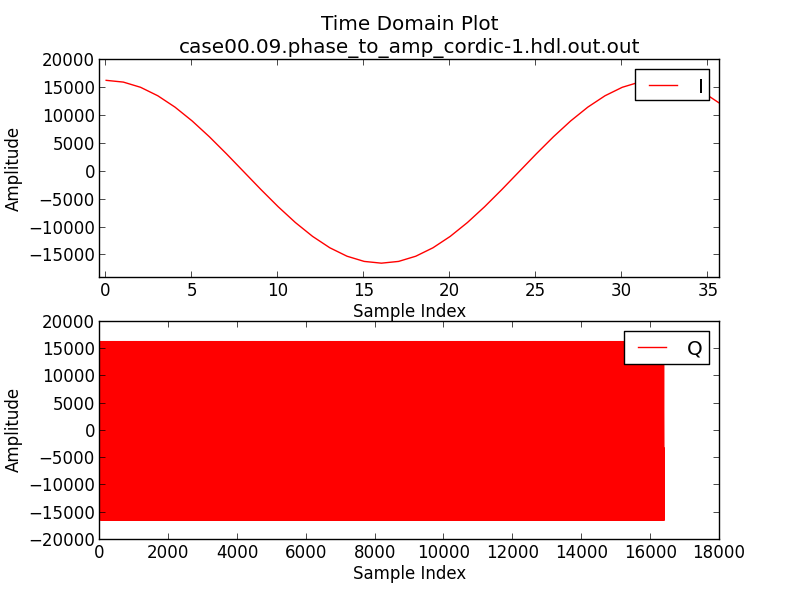 Time Domain Plot
case00.09.phase_to_amp_cordic-1.hdl.out.out
20000
15000
10000
5000
0
−5000
−10000
−15000
Amplitude
I
0 5 10 15 20 25 30 35
Sample Index
20000
15000
10000
5000
0
−5000
−10000
−15000
−20000
Amplitude
Q
0 2000 4000 6000 8000 10000 12000 14000 16000 18000
Sample Index